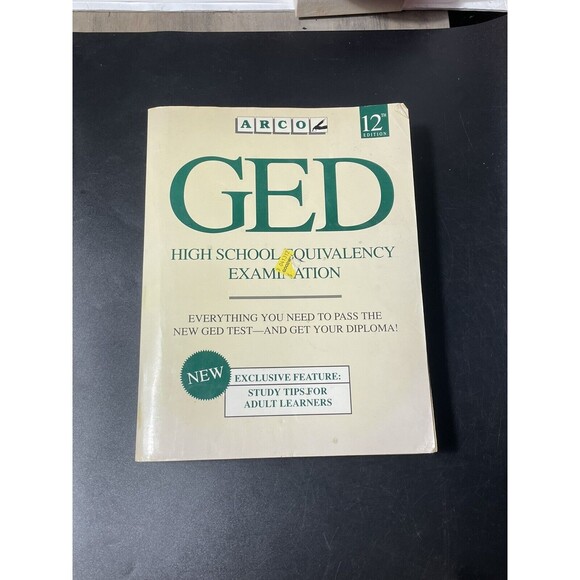 ARCO
12TH
EDITION
GED
HIGH SCHOOL EQUIVALENCY
EXAMINATION
EVERYTHING YOU NEED TO PASS THE
NEW GED TEST—AND GET YOUR DIPLOMA!
NEW
EXCLUSIVE FEATURE:
STUDY TIPS FOR
ADULT LEARNERS